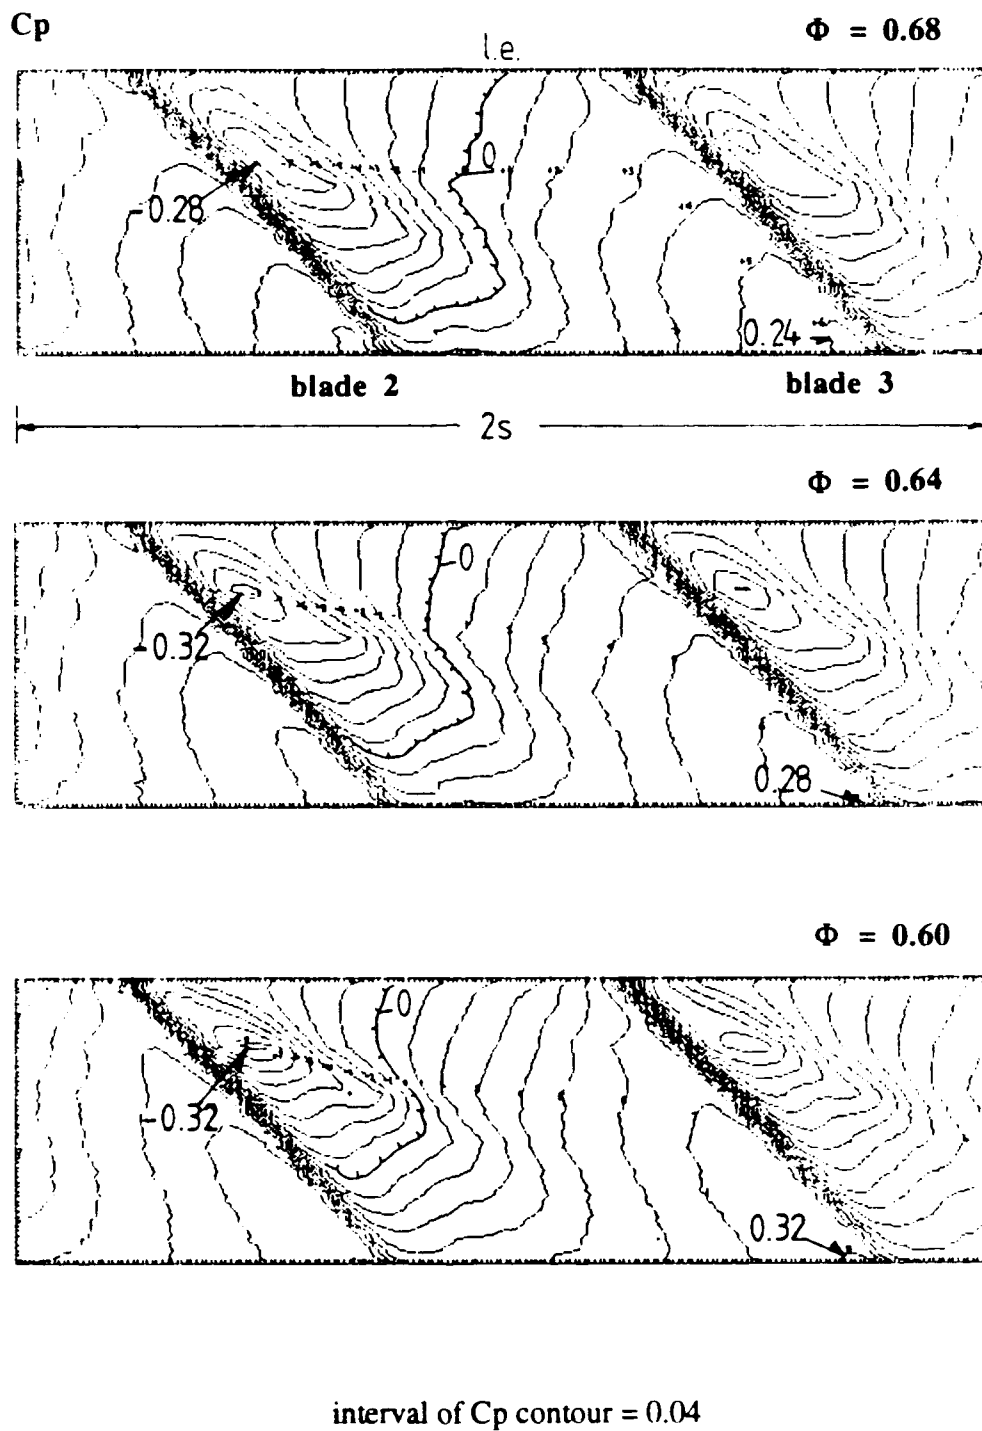 Cp
Φ = 0.68
l.e.
0
-0.28
0.24
blade 2
blade 3
2s
Φ = 0.64
0
-0.32
0.28
Φ = 0.60
0
-0.32
0.32
interval of Cp contour = 0.04